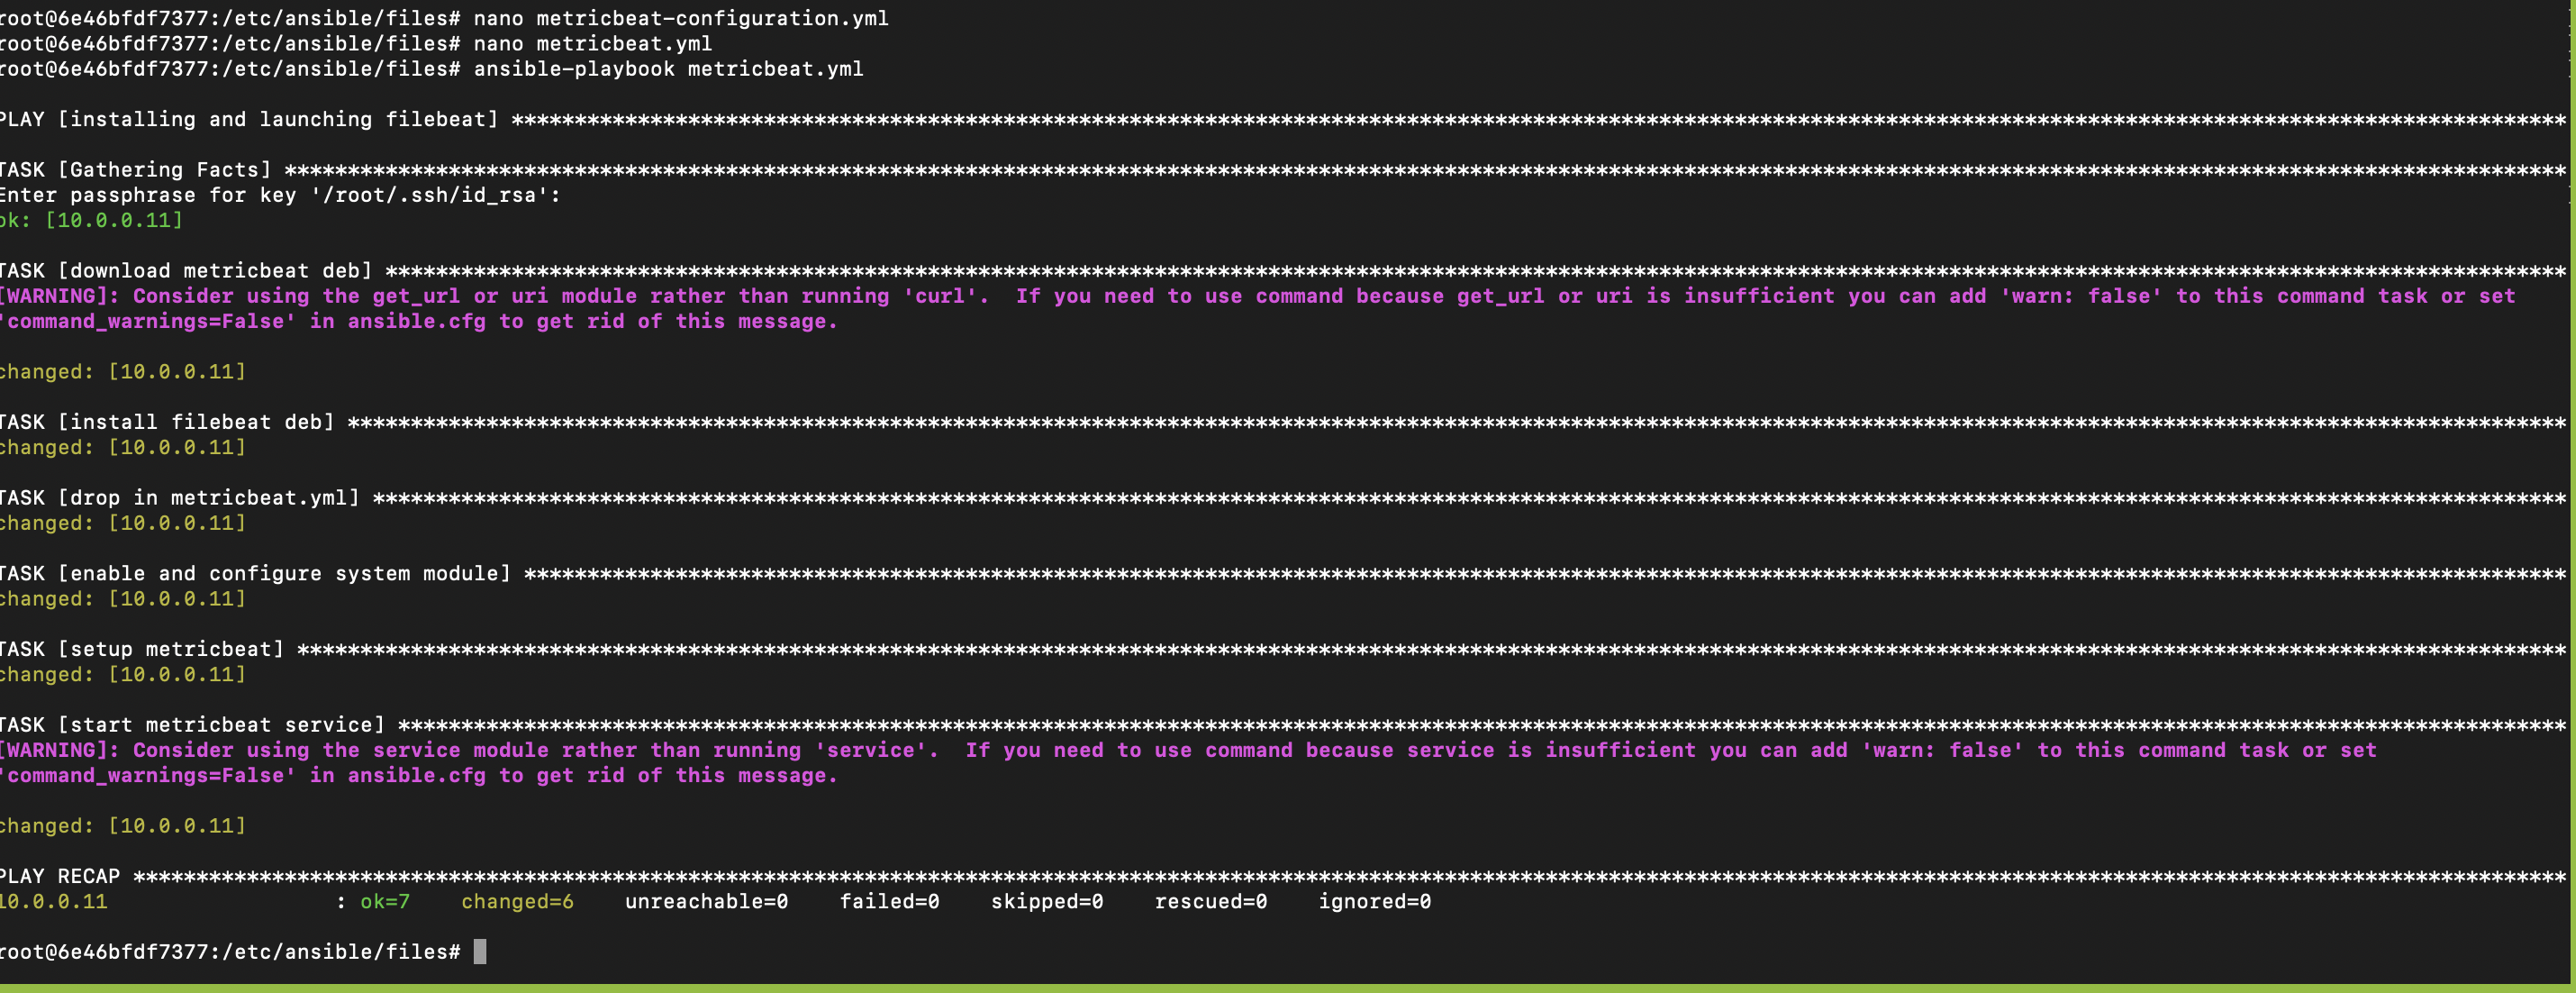 root@6e46bfdf7377:/etc/ansible/files# nano metricbeat-configuration.yml
root@6e46bfdf7377:/etc/ansible/files# nano metricbeat.yml
root@6e46bfdf7377:/etc/ansible/files# ansible-playbook metricbeat.yml
PLAY [installing and launching filebeat] *******************************************************************************************************************************************************************
TASK [Gathering Facts] *************************************************************************************************************************************************************************************
Enter passphrase for key '/root/.ssh/id_rsa':
ok: [10.0.0.11]
TASK [download metricbeat deb] *****************************************************************************************************************************************************************************
[WARNING]: Consider using the get_url or uri module rather than running 'curl'.  If you need to use command because get_url or uri is insufficient you can add 'warn: false' to this command task or set
'command_warnings=False' in ansible.cfg to get rid of this message.
changed: [10.0.0.11]
TASK [install filebeat deb] ********************************************************************************************************************************************************************************
changed: [10.0.0.11]
TASK [drop in metricbeat.yml] ******************************************************************************************************************************************************************************
changed: [10.0.0.11]
TASK [enable and configure system module] ******************************************************************************************************************************************************************
changed: [10.0.0.11]
TASK [setup metricbeat] ************************************************************************************************************************************************************************************
changed: [10.0.0.11]
TASK [start metricbeat service] ****************************************************************************************************************************************************************************
[WARNING]: Consider using the service module rather than running 'service'.  If you need to use command because service is insufficient you can add 'warn: false' to this command task or set
'command_warnings=False' in ansible.cfg to get rid of this message.
changed: [10.0.0.11]
PLAY RECAP *************************************************************************************************************************************************************************************************
10.0.0.11                  : ok=7    changed=6    unreachable=0    failed=0    skipped=0    rescued=0    ignored=0
root@6e46bfdf7377:/etc/ansible/files#